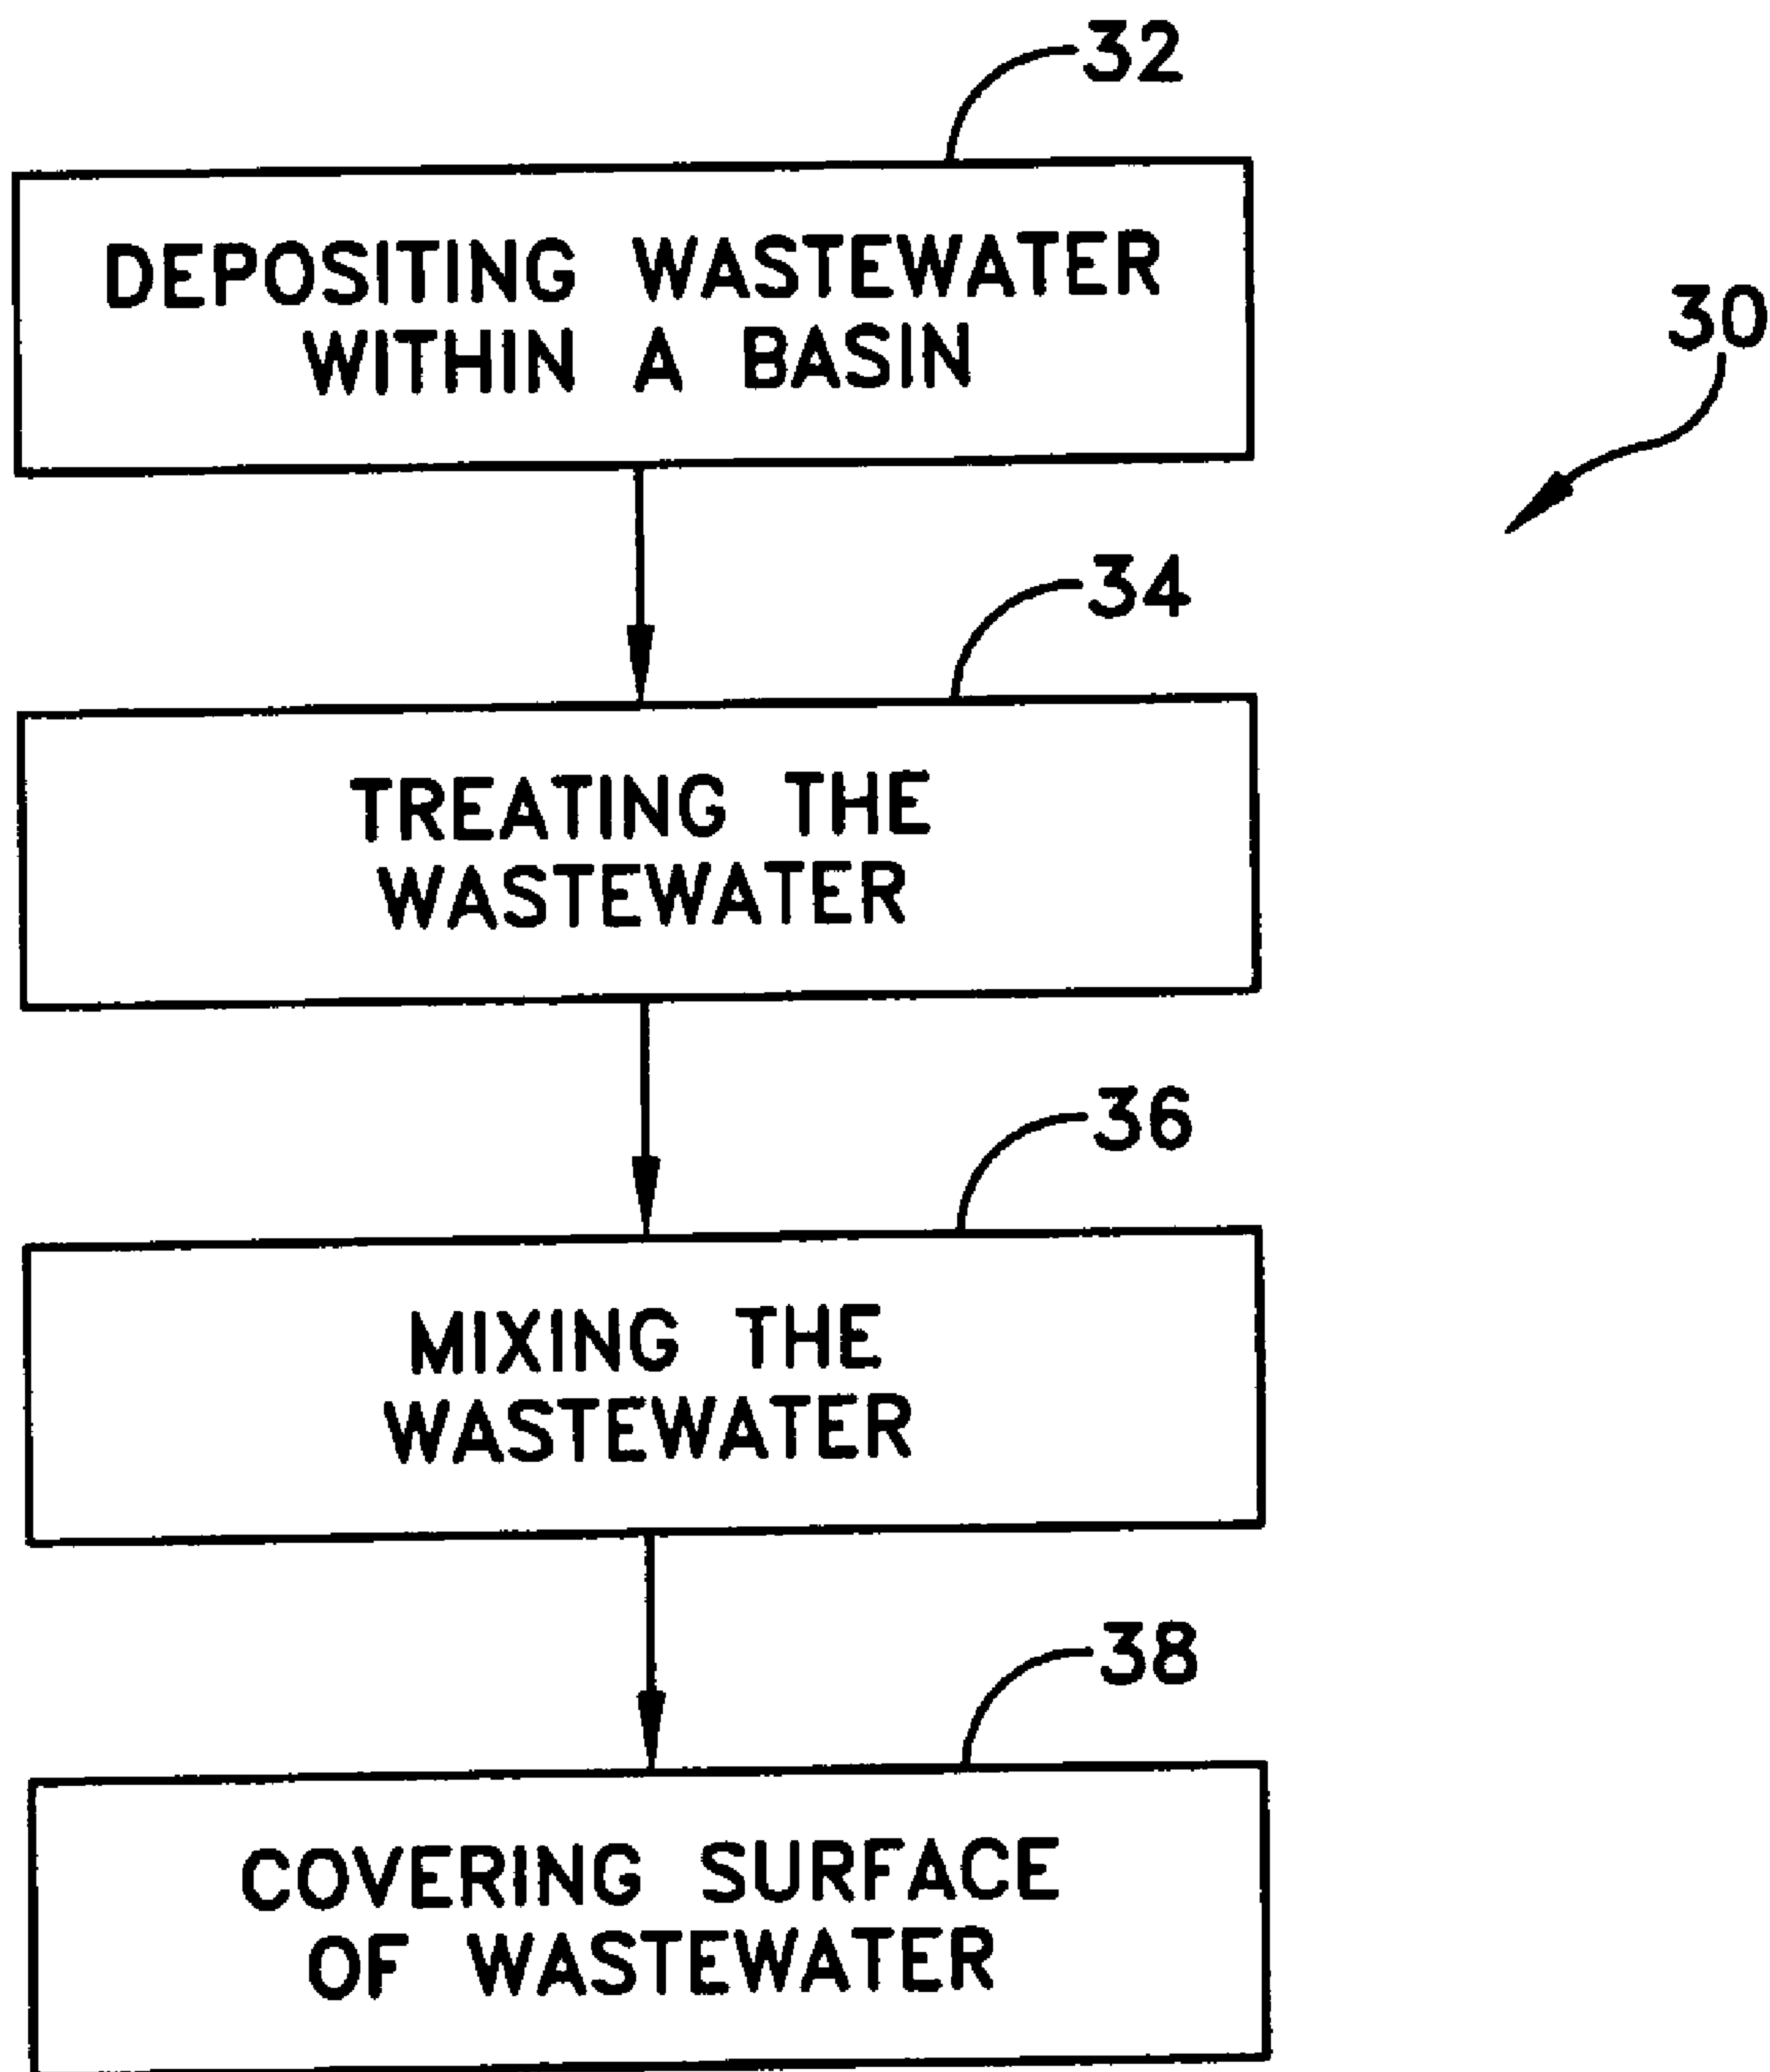 32
DEPOSITING WASTEWATER
WITHIN A BASIN
30
34
TREATING THE
WASTEWATER
36
MIXING THE
WASTEWATER
38
COVERING SURFACE
OF WASTEWATER